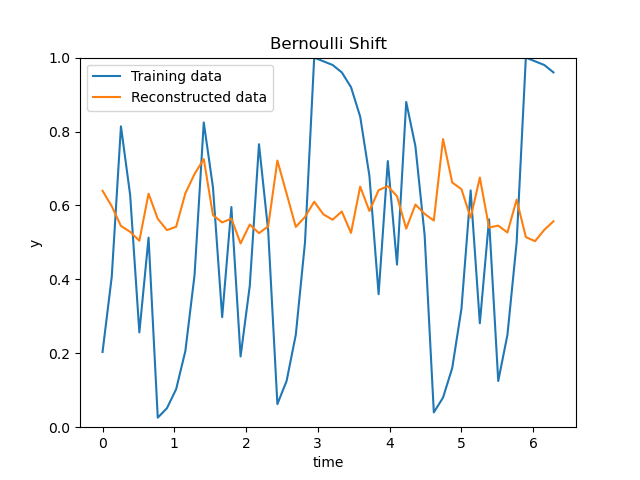 Bernoulli Shift
Training data
Reconstructed data
y
1.0
0.8
0.6
0.4
0.2
0.0
0 1 2 3 4 5 6
time